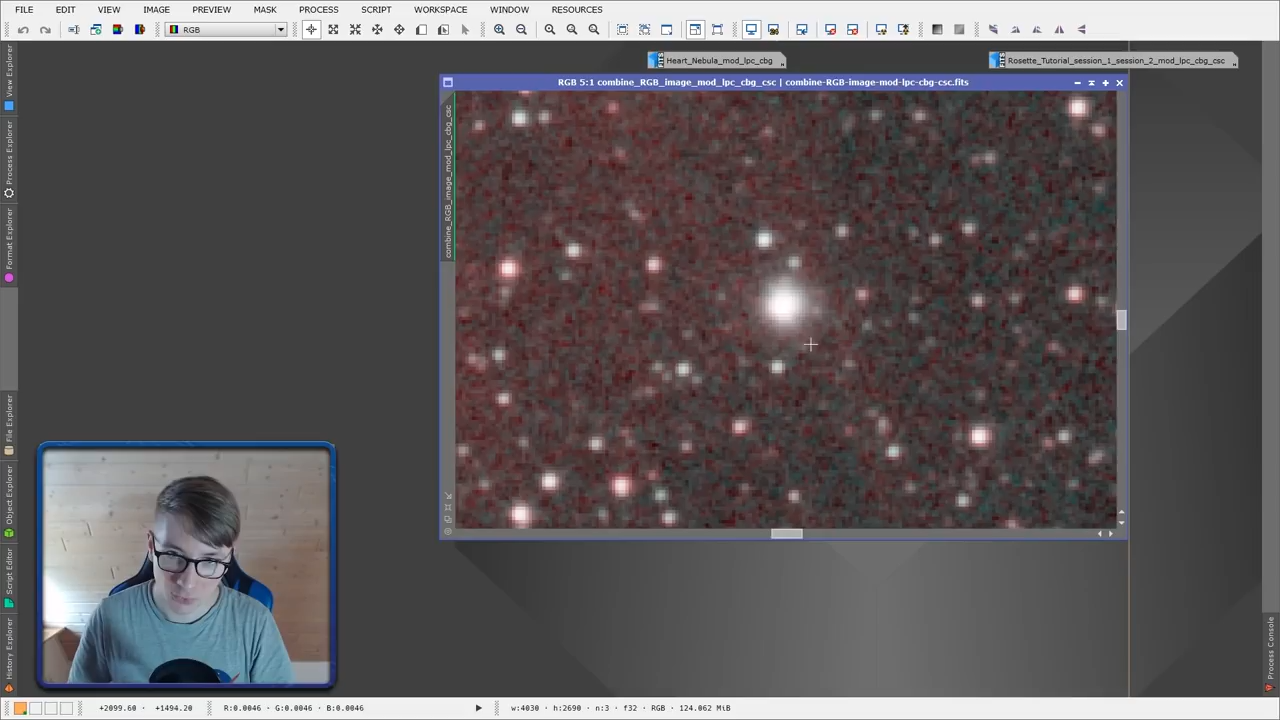 FILE EDIT VIEW IMAGE PREVIEW MASK PROCESS SCRIPT WORKSPACE WINDOW RESOURCES
RGB
View Explorer
Process Explorer
Format Explorer
File Explorer
Object Explorer
Script Editor
History Explorer
Heart_Nebula_mod_lpc_cbg
Rosette_Tutorial_session_1_session_2_mod_lpc_cbg_csc
RGB 5:1 combine_RGB_image_mod_lpc_cbg_csc | combine-RGB-image-mod-lpc-cbg-csc.fits
combine_RGB_image_mod_lpc_cbg_csc
Process Console
+2099.60 · +1494.20 R:0.0046 · G:0.0046 · B:0.0046 w:4030 · h:2690 · n:3 · f32 · RGB · 124.062 MiB